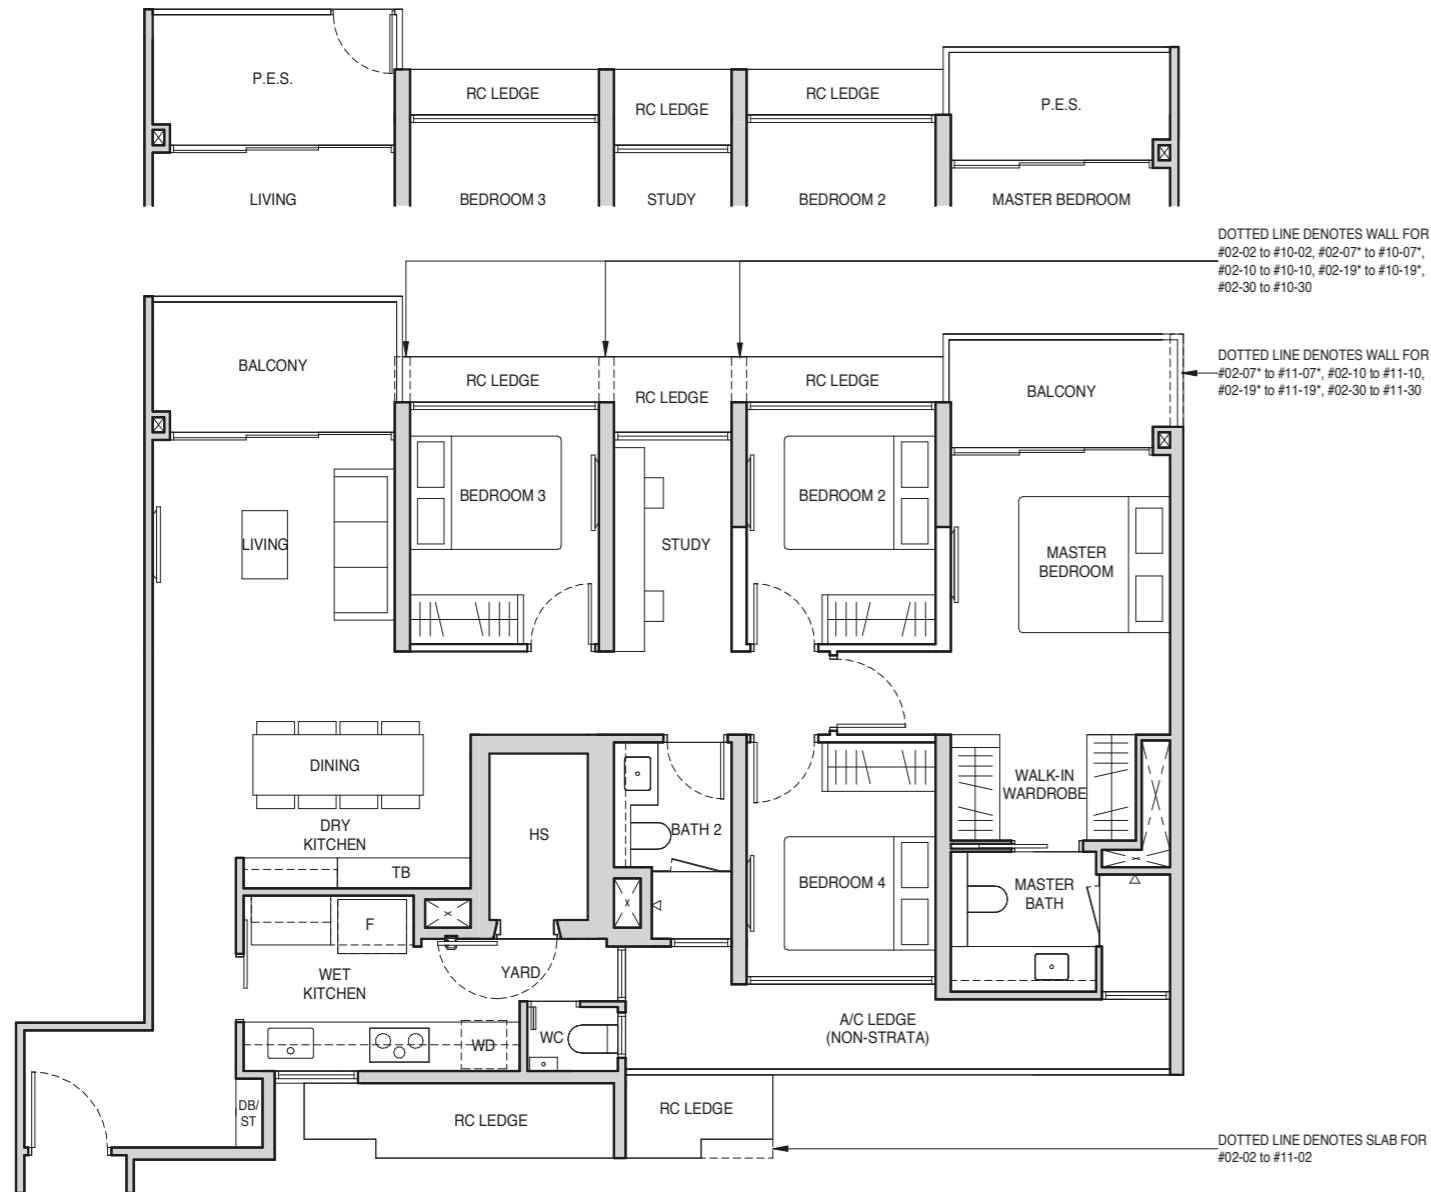 P.E.S.
RC LEDGE
RC LEDGE
RC LEDGE
P.E.S.
LIVING
BEDROOM 3
STUDY
BEDROOM 2
MASTER BEDROOM
DOTTED LINE DENOTES WALL FOR
#02-02 to #10-02, #02-07* to #10-07*,
#02-10 to #10-10, #02-19* to #10-19*,
#02-30 to #10-30
BALCONY
RC LEDGE
RC LEDGE
RC LEDGE
BALCONY
DOTTED LINE DENOTES WALL FOR
#02-07* to #11-07*, #02-10 to #11-10,
#02-19* to #11-19*, #02-30 to #11-30
LIVING
BEDROOM 3
STUDY
BEDROOM 2
MASTER
BEDROOM
DINING
DRY
KITCHEN
TB
HS
BATH 2
WALK-IN
WARDROBE
BEDROOM 4
MASTER
BATH
F
WET
KITCHEN
YARD
WD
WC
A/C LEDGE
(NON-STRATA)
DB/
ST
RC LEDGE
RC LEDGE
DOTTED LINE DENOTES SLAB FOR
#02-02 to #11-02